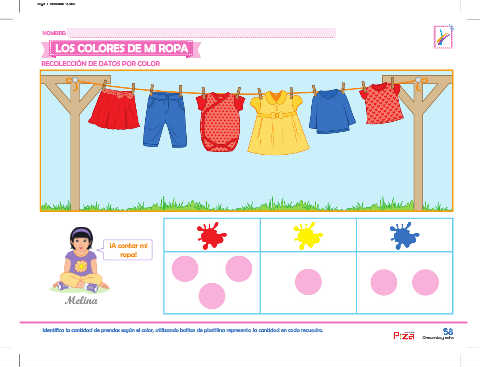 NOMBRE:
LOS COLORES DE MI ROPA
RECOLECCIÓN DE DATOS POR COLOR
¡A contar mi
ropa!
Melina
Identifica la cantidad de prendas según el color, utilizando bolitas de plastilina representa la cantidad en cada recuadro.
58